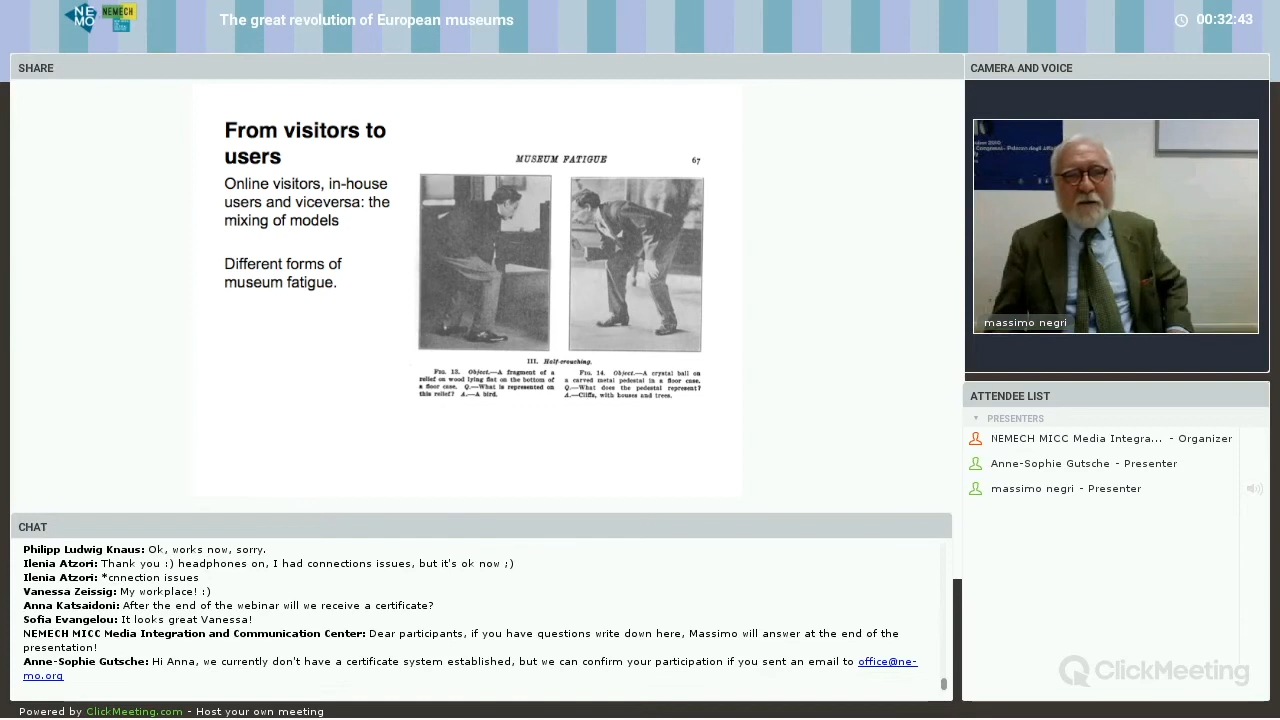 NE
MO
NEMECH
The great revolution of European museums
00:32:43
SHARE
From visitors to
users
Online visitors, in-house
users and viceversa: the
mixing of models
Different forms of
museum fatigue.
MUSEUM FATIGUE
67
III. Half-crouching.
FIG. 13. Object.—A fragment of a
relief on wood lying flat on the bottom of
a floor case. Q.—What is represented on
this relief? A.—A bird.
FIG. 14. Object.—A crystal ball on
a carved metal pedestal in a floor case.
Q.—What does the pedestal represent?
A.—Cliffs, with houses and trees.
CAMERA AND VOICE
massimo negri
ATTENDEE LIST
PRESENTERS
NEMECH MICC Media Integra... - Organizer
Anne-Sophie Gutsche - Presenter
massimo negri - Presenter
CHAT
Philipp Ludwig Knaus: Ok, works now, sorry.
Ilenia Atzori: Thank you :) headphones on, I had connections issues, but it's ok now ;)
Ilenia Atzori: *cnnection issues
Vanessa Zeissig: My workplace! :)
Anna Katsaidoni: After the end of the webinar will we receive a certificate?
Sofia Evangelou: It looks great Vanessa!
NEMECH MICC Media Integration and Communication Center: Dear participants, if you have questions write down here, Massimo will answer at the end of the
presentation!
Anne-Sophie Gutsche: Hi Anna, we currently don't have a certificate system established, but we can confirm your participation if you sent an email to office@ne-
mo.org
ClickMeeting
Powered by ClickMeeting.com - Host your own meeting